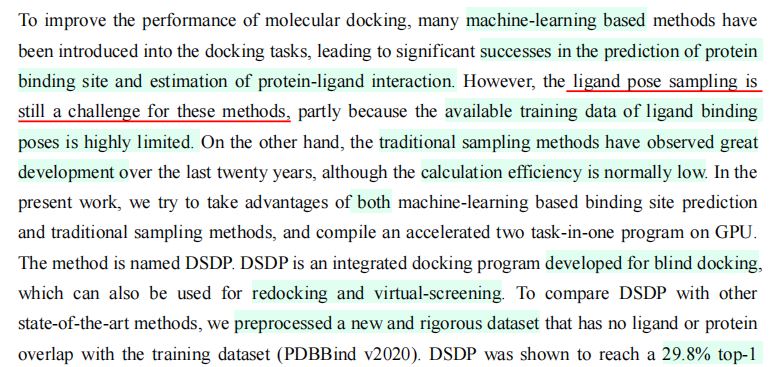 To improve the performance of molecular docking, many machine-learning based methods have
been introduced into the docking tasks, leading to significant successes in the prediction of protein
binding site and estimation of protein-ligand interaction. However, the ligand pose sampling is
still a challenge for these methods, partly because the available training data of ligand binding
poses is highly limited. On the other hand, the traditional sampling methods have observed great
development over the last twenty years, although the calculation efficiency is normally low. In the
present work, we try to take advantages of both machine-learning based binding site prediction
and traditional sampling methods, and compile an accelerated two task-in-one program on GPU.
The method is named DSDP. DSDP is an integrated docking program developed for blind docking,
which can also be used for redocking and virtual-screening. To compare DSDP with other
state-of-the-art methods, we preprocessed a new and rigorous dataset that has no ligand or protein
overlap with the training dataset (PDBBind v2020). DSDP was shown to reach a 29.8% top-1